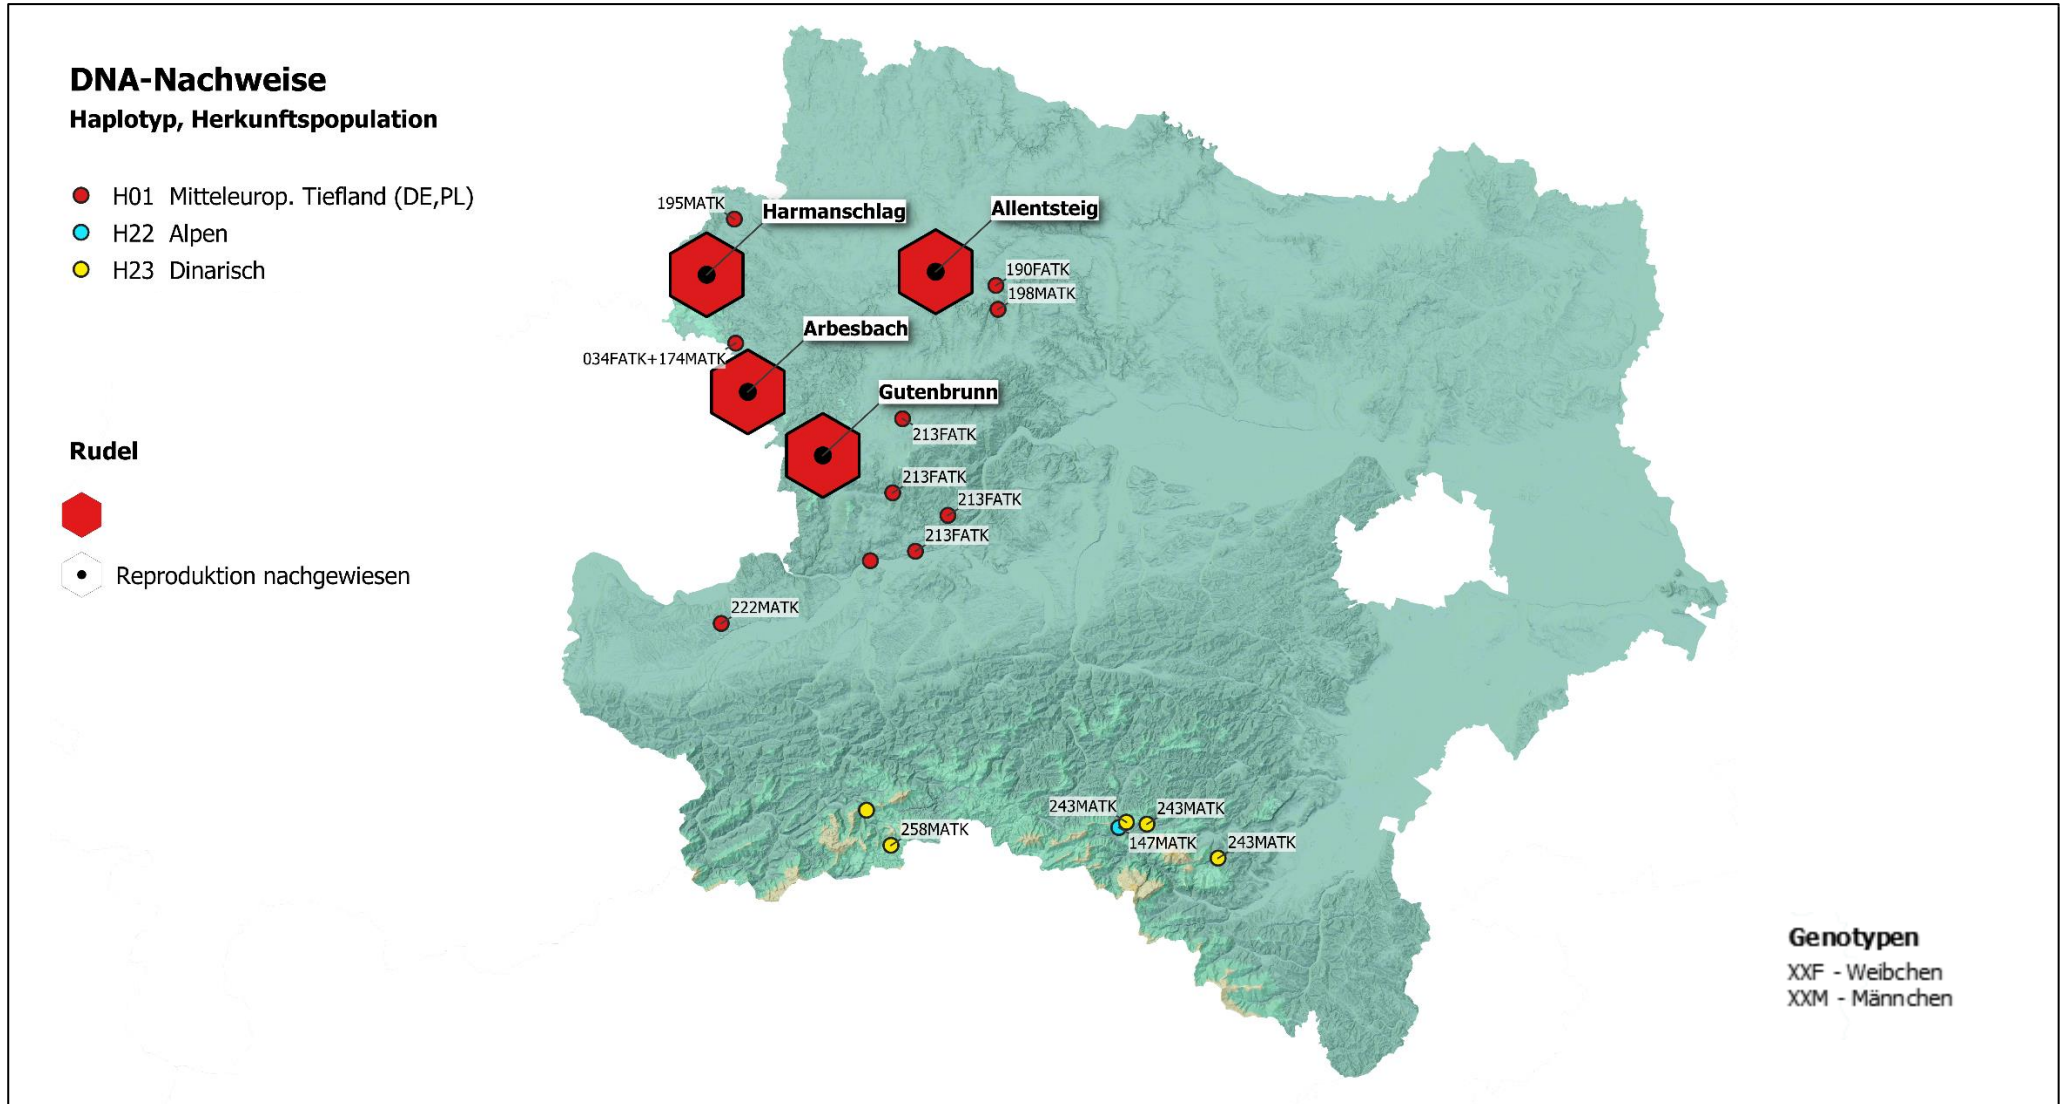 DNA-Nachweise
Haplotyp, Herkunftspopulation
H01 Mitteleurop. Tiefland (DE,PL)
H22 Alpen
H23 Dinarisch
Rudel
Reproduktion nachgewiesen
195MATK
Harmanschlag
Allentsteig
190FATK
198MATK
Arbesbach
034FATK+174MATK
Gutenbrunn
213FATK
213FATK
213FATK
213FATK
222MATK
243MATK
243MATK
258MATK
147MATK
243MATK
Genotypen
XXF - Weibchen
XXM - Männchen